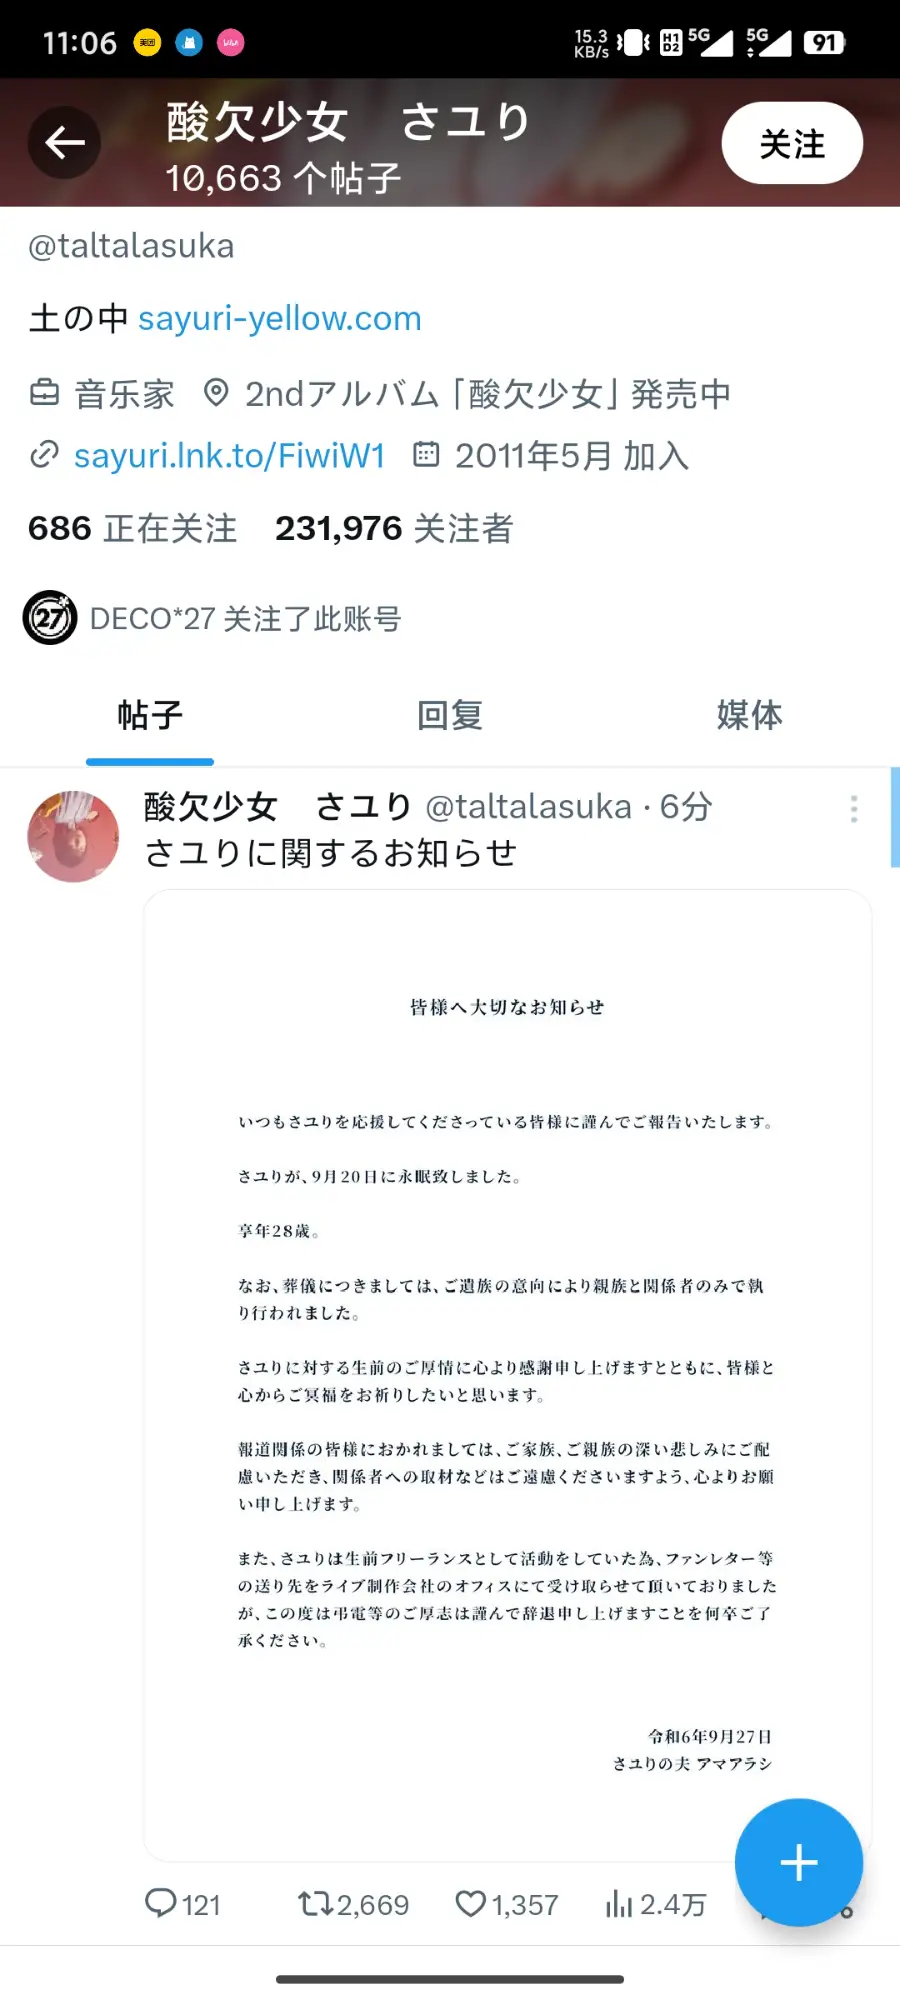 11:06
15.3
KB/s
5G
5G
91
酸欠少女　さユり
10,663 个帖子
关注
@taltalasuka
土の中 sayuri-yellow.com
音乐家 2ndアルバム「酸欠少女」発売中
sayuri.lnk.to/FiwiW1 2011年5月 加入
686 正在关注 231,976 关注者
27
DECO*27 关注了此账号
帖子 回复 媒体
酸欠少女　さユり @taltalasuka · 6分
さユりに関するお知らせ
皆様へ大切なお知らせ
いつもさユりを応援してくださっている皆様に謹んでご報告いたします。
さユりが、9月20日に永眠致しました。
享年28歳。
なお、葬儀につきましては、ご遺族の意向により親族と関係者のみで執
り行われました。
さユりに対する生前のご厚情に心より感謝申し上げますとともに、皆様と
心からご冥福をお祈りしたいと思います。
報道関係の皆様におかれましては、ご家族、ご親族の深い悲しみにご配
慮いただき、関係者への取材などはご遠慮くださいますよう、心よりお願
い申し上げます。
また、さユりは生前フリーランスとして活動をしていた為、ファンレター等
の送り先をライブ制作会社のオフィスにて受け取らせて頂いておりました
が、この度は弔電等のご厚志は謹んで辞退申し上げますことを何卒ご了
承ください。
令和6年9月27日
さユりの夫 アマアラシ
121 2,669 1,357 2.4万